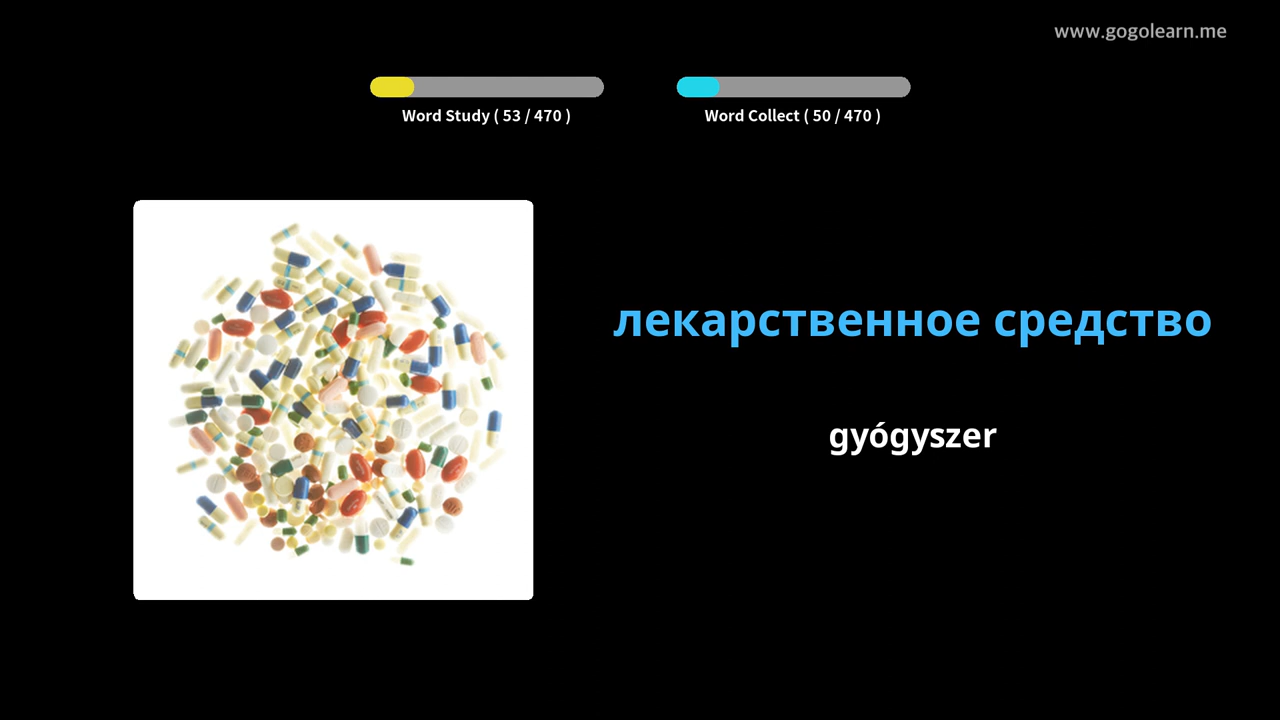 www.gogolearn.me
Word Study ( 53 / 470 )
Word Collect ( 50 / 470 )
лекарственное средство
gyógyszer